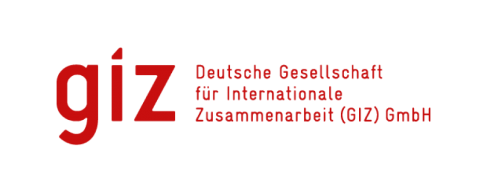 giz
Deutsche Gesellschaft
für Internationale
Zusammenarbeit (GIZ) GmbH